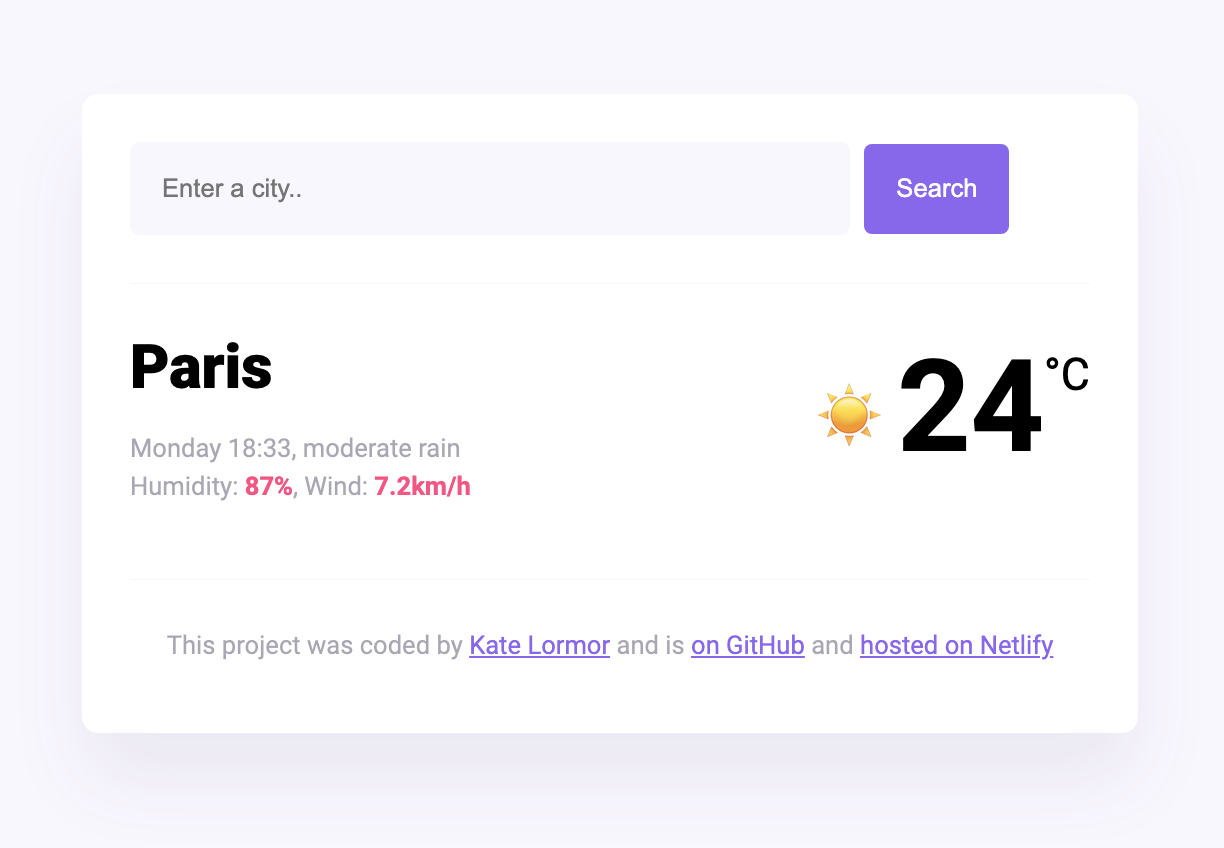 Enter a city..
Search
Paris
24°C
Monday 18:33, moderate rain
Humidity: 87%, Wind: 7.2km/h
This project was coded by Kate Lormor and is on GitHub and hosted on Netlify